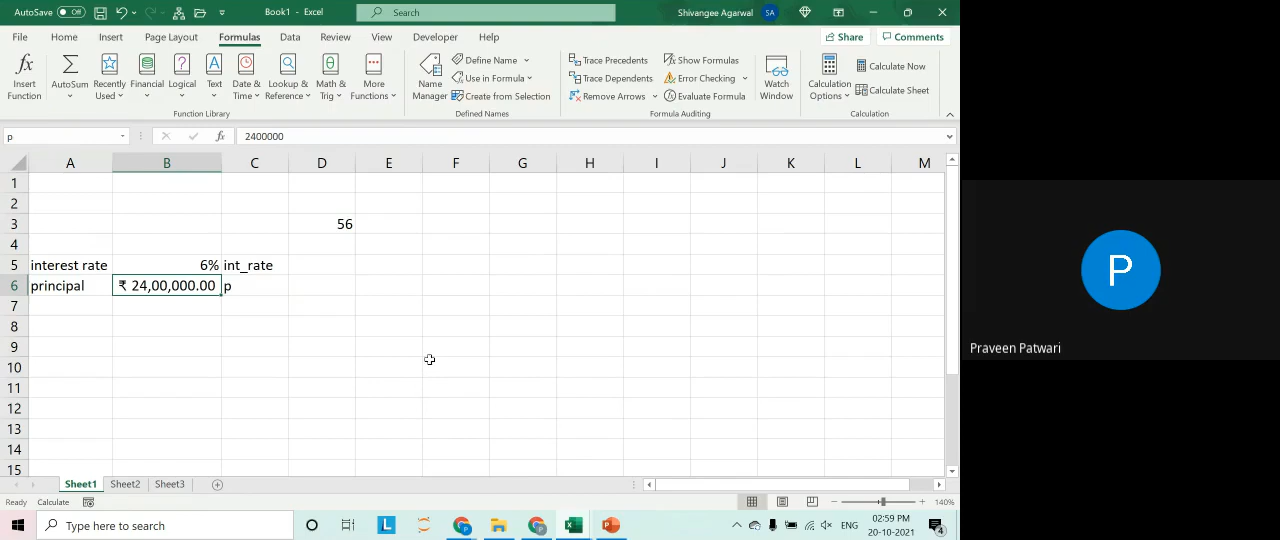 AutoSave Off Book1 - Excel Search Shivangee Agarwal SA
File Home Insert Page Layout Formulas Data Review View Developer Help Share Comments
Insert Function
AutoSum
Recently Used
Financial
Logical
Text
Date & Time
Lookup & Reference
Math & Trig
More Functions
Function Library
Name Manager
Define Name
Use in Formula
Create from Selection
Defined Names
Trace Precedents
Trace Dependents
Remove Arrows
Show Formulas
Error Checking
Evaluate Formula
Formula Auditing
Watch Window
Calculation Options
Calculate Now
Calculate Sheet
Calculation
p fx 2400000
A B C D E F G H I J K L M
1
2
3 56
4
5 interest rate 6% int_rate
6 principal ₹ 24,00,000.00 p
7
8
9
10
11
12
13
14
15
Sheet1 Sheet2 Sheet3
Ready Calculate 140%
Type here to search L ENG 02:59 PM
20-10-2021 4
P
Praveen Patwari